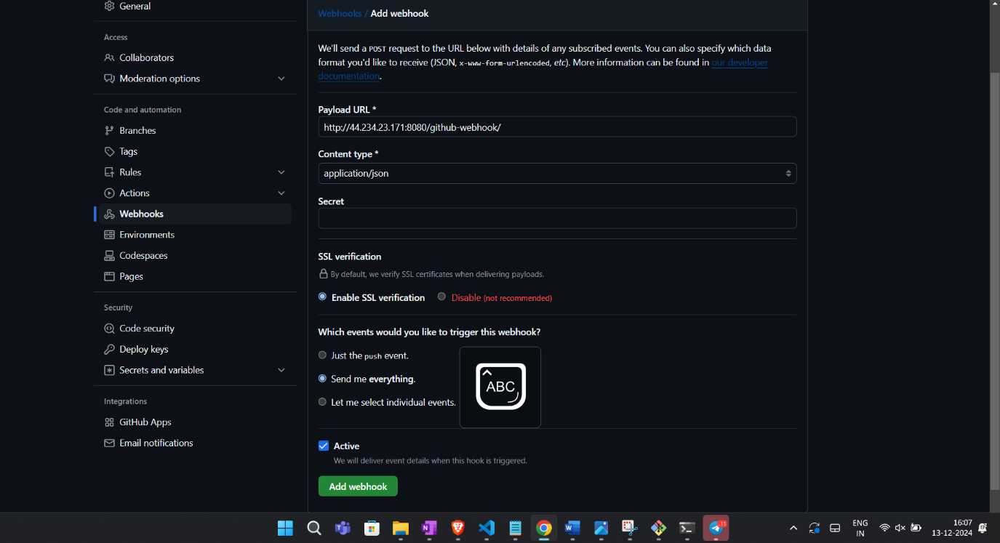 General
Access
Collaborators
Moderation options
Code and automation
Branches
Tags
Rules
Actions
Webhooks
Environments
Codespaces
Pages
Security
Code security
Deploy keys
Secrets and variables
Integrations
GitHub Apps
Email notifications
Webhooks / Add webhook
We'll send a POST request to the URL below with details of any subscribed events. You can also specify which data
format you'd like to receive (JSON, x-www-form-urlencoded, etc). More information can be found in our developer
documentation.
Payload URL *
http://44.234.23.171:8080/github-webhook/
Content type *
application/json
Secret
SSL verification
By default, we verify SSL certificates when delivering payloads.
Enable SSL verification Disable (not recommended)
Which events would you like to trigger this webhook?
Just the push event.
Send me everything.
Let me select individual events.
ABC
Active
We will deliver event details when this hook is triggered.
Add webhook
11
ENG
IN
16:07
13-12-2024